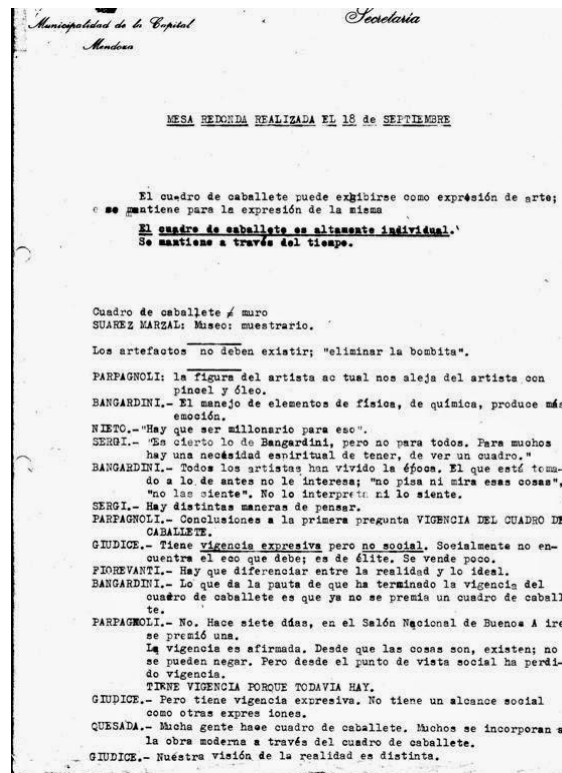 Municipalidad de la Capital
Mendoza
Secretaría
MESA REDONDA REALIZADA EL 18 de SEPTIEMBRE
El cuadro de caballete puede exhibirse como expresión de arte;
se mantiene para la expresión de la misma
El cuadro de caballete es altamente individual.
Se mantiene a través del tiempo.
Cuadro de caballete ≠ muro
SUAREZ MARZAL: Museo: muestrario.
Los artefactos no deben existir; "eliminar la bombita".
PARPAGNOLI: la figura del artista ac tual nos aleja del artista con
pincel y óleo.
BANGARDINI.- El manejo de elementos de física, de química, produce más
emoción.
NIETO.-"Hay que ser millonario para eso".
SERGI.- "Es cierto lo de Bangardini, pero no para todos. Para muchos
hay una necesidad espiritual de tener, de ver un cuadro."
BANGARDINI.- Todos los artistas han vivido la época. El que está toma-
do a lo de antes no le interesa; "no pisa ni mira esas cosas",
"no las siente". No lo interpreta ni lo siente.
SERGI.- Hay distintas maneras de pensar.
PARPAGNOLI.- Conclusiones a la primera pregunta VIGENCIA DEL CUADRO DE
CABALLETE.
GIUDICE.- Tiene vigencia expresiva pero no social. Socialmente no en-
cuentra el eco que debe; es de élite. Se vende poco.
FIOREVANTI.- Hay que diferenciar entre la realidad y lo ideal.
BANGARDINI.- Lo que da la pauta de que ha terminado la vigencia del
cuadro de caballete es que ya no se premia un cuadro de caball
te.
PARPAGNOLI.- No. Hace siete días, en el Salón Nacional de Buenos A ire
se premió una.
La vigencia es afirmada. Desde que las cosas son, existen; no
se pueden negar. Pero desde el punto de vista social ha perdi-
do vigencia.
TIENE VIGENCIA PORQUE TODAVIA HAY.
GIUDICE.- Pero tiene vigencia expresiva. No tiene un alcance social
como otras expres iones.
QUESADA.- Mucha gente hace cuadro de caballete. Muchos se incorporan a
la obra moderna a través del cuadro de caballete.
GIUDICE.- Nuéstra visión de la realidad es distinta.